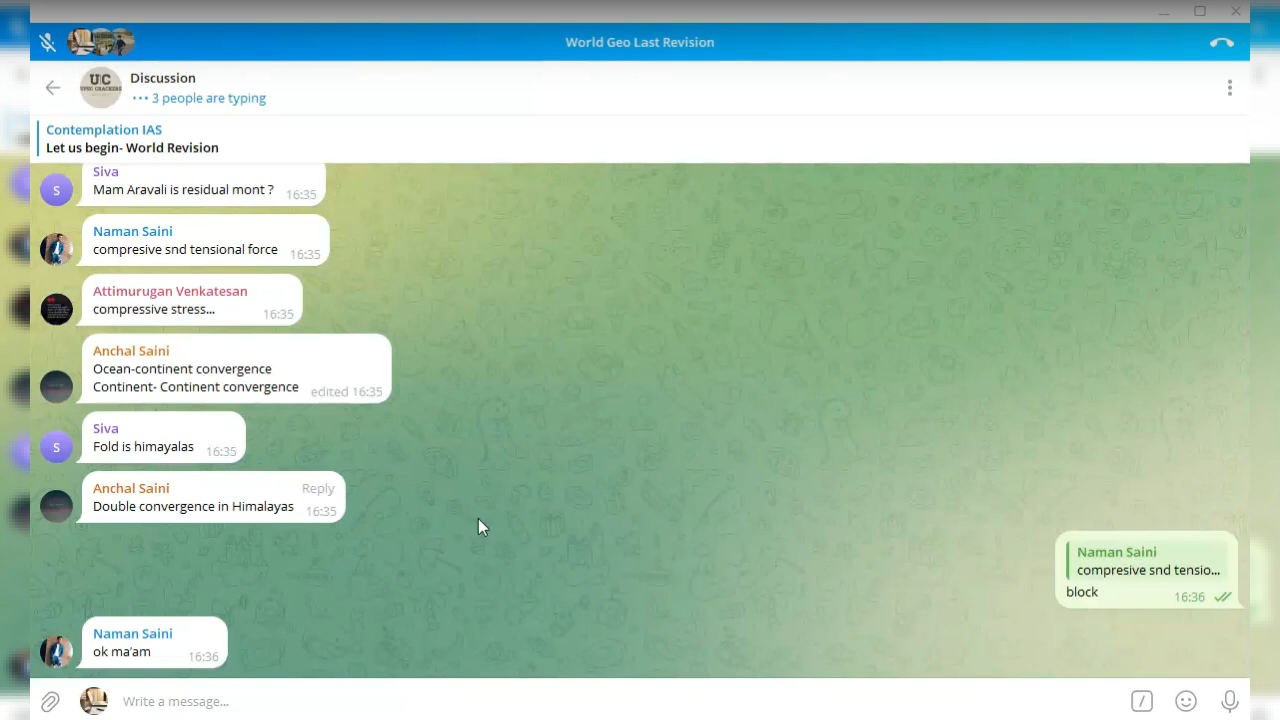 World Geo Last Revision
UC
UPSC CRACKERS
Discussion
3 people are typing
Contemplation IAS
Let us begin- World Revision
Siva
S
Mam Aravali is residual mont ? 16:35
Naman Saini
compresive snd tensional force 16:35
Attimurugan Venkatesan
compressive stress... 16:35
Anchal Saini
Ocean-continent convergence
Continent- Continent convergence edited 16:35
Siva
S
Fold is himayalas 16:35
Anchal Saini Reply
Double convergence in Himalayas 16:35
Naman Saini
compresive snd tensio...
block 16:36
Naman Saini
ok ma'am 16:36
Write a message...